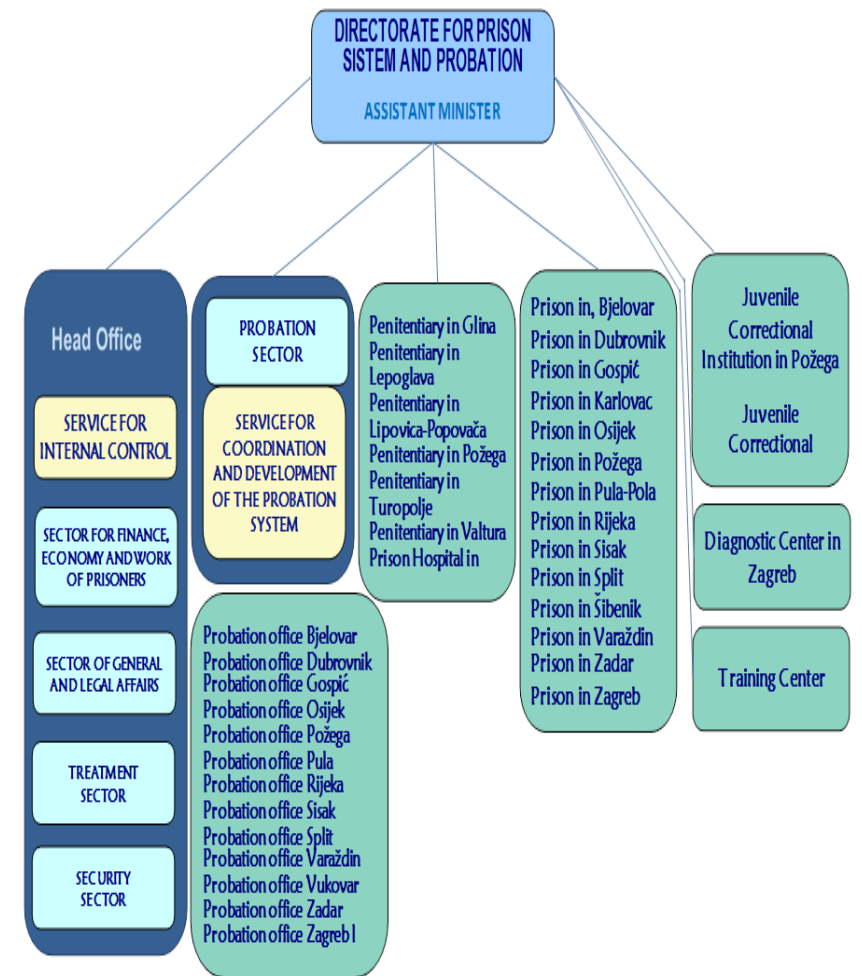 DIRECTORATE FOR PRISON
SISTEM AND PROBATION
ASSISTANT MINISTER
Head Office
SERVICE FOR
INTERNAL CONTROL
SECTOR FOR FINANCE,
ECONOMY AND WORK
OF PRISONERS
SECTOR OF GENERAL
AND LEGAL AFFAIRS
TREATMENT
SECTOR
SECURITY
SECTOR
PROBATION
SECTOR
SERVICE FOR
COORDINATION
AND DEVELOPMENT
OF THE PROBATION
SYSTEM
Probation office Bjelovar
Probation office Dubrovnik
Probation office Gospić
Probation office Osijek
Probation office Požega
Probation office Pula
Probation office Rijeka
Probation office Sisak
Probation office Split
Probation office Varaždin
Probation office Vukovar
Probation office Zadar
Probation office Zagreb I
Penitentiary in Glina
Penitentiary in
Lepoglava
Penitentiary in
Lipovica-Popovača
Penitentiary in Požega
Penitentiary in
Turopolje
Penitentiary in Valtura
Prison Hospital in
Prison in, Bjelovar
Prison in Dubrovnik
Prison in Gospić
Prison in Karlovac
Prison in Osijek
Prison in Požega
Prison in Pula-Pola
Prison in Rijeka
Prison in Sisak
Prison in Split
Prison in Šibenik
Prison in Varaždin
Prison in Zadar
Prison in Zagreb
Juvenile
Correctional
Institution in Požega
Juvenile
Correctional
Diagnostic Center in
Zagreb
Training Center